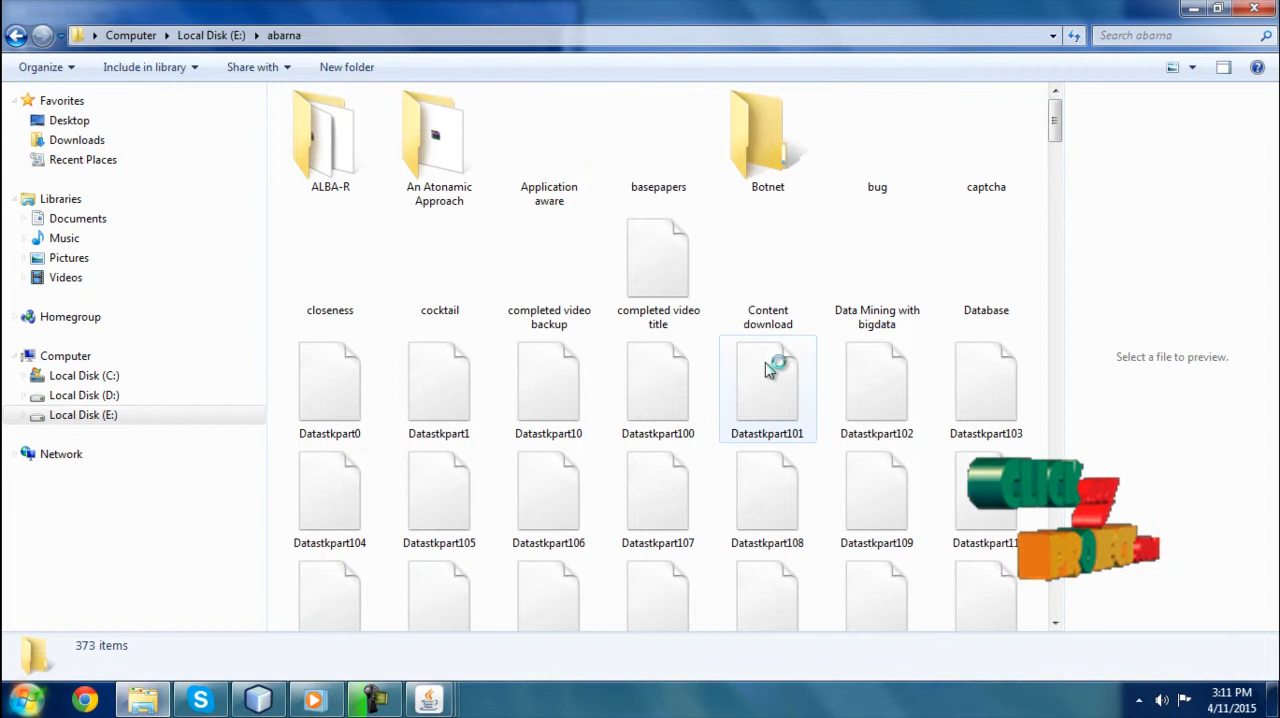 Computer
Local Disk (E:)
abarna
Search abarna
Organize
Include in library
Share with
New folder
Favorites
Desktop
Downloads
Recent Places
Libraries
Documents
Music
Pictures
Videos
Homegroup
Computer
Local Disk (C:)
Local Disk (D:)
Local Disk (E:)
Network
ALBA-R
An Atonamic
Approach
Application
aware
basepapers
Botnet
bug
captcha
closeness
cocktail
completed video
backup
completed video
title
Content
download
Data Mining with
bigdata
Database
Datastkpart0
Datastkpart1
Datastkpart10
Datastkpart100
Datastkpart101
Datastkpart102
Datastkpart103
Datastkpart104
Datastkpart105
Datastkpart106
Datastkpart107
Datastkpart108
Datastkpart109
Select a file to preview.
CLICK
PROJECT
373 items
3:11 PM
4/11/2015